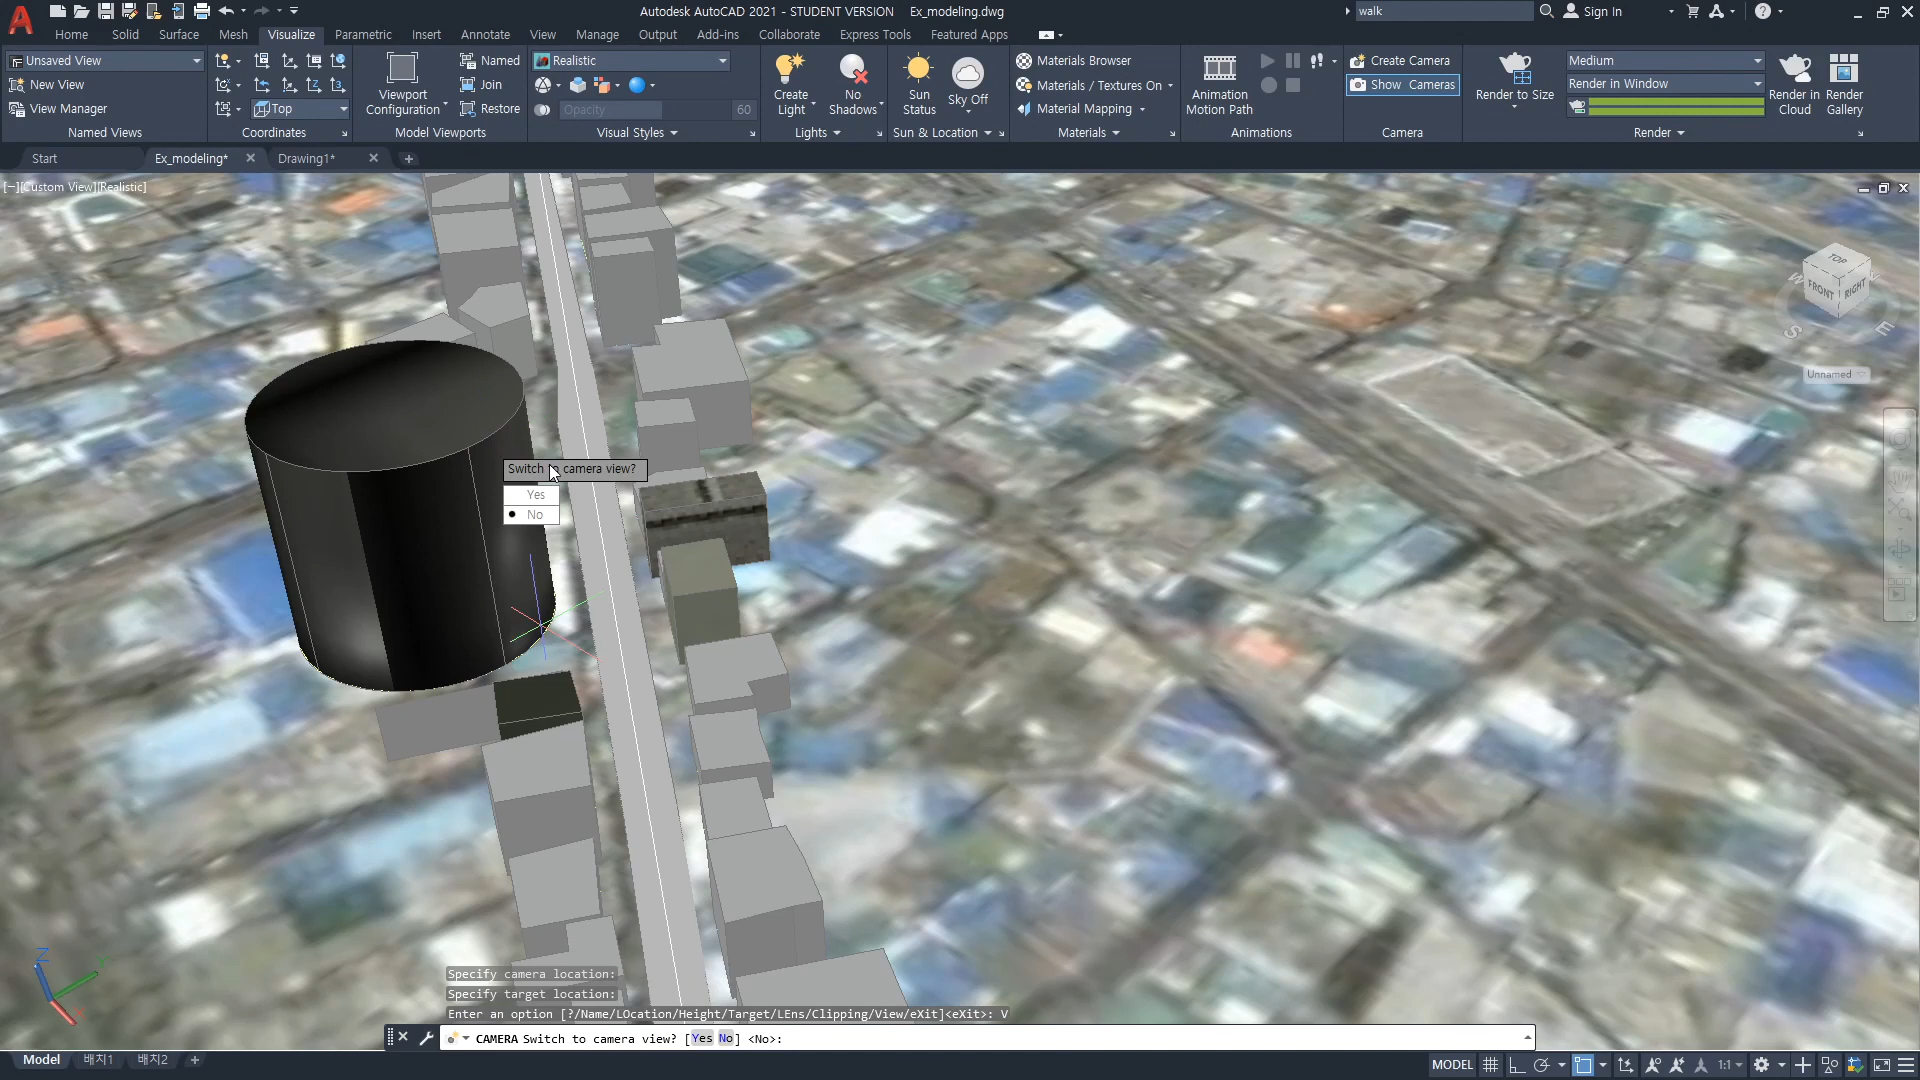 Autodesk AutoCAD 2021 - STUDENT VERSION Ex_modeling.dwg
walk
Sign In
Home Solid Surface Mesh Visualize Parametric Insert Annotate View Manage Output Add-ins Collaborate Express Tools Featured Apps
Unsaved View
New View
View Manager
Named Views
Top
Coordinates
Viewport
Configuration
Named
Join
Restore
Model Viewports
Realistic
Opacity 60
Visual Styles
Create
Light
No
Shadows
Lights
Sun
Status
Sky Off
Sun & Location
Materials Browser
Materials / Textures On
Material Mapping
Materials
Animation
Motion Path
Animations
Create Camera
Show Cameras
Camera
Render to Size
Medium
Render in Window
Render in
Cloud
Render
Gallery
Render
Start Ex_modeling* Drawing1*
[−][Custom View][Realistic]
TOP
FRONT
RIGHT
W
S
E
Unnamed
Switch to camera view?
Yes
No
Z
Y
X
Specify camera location:
Specify target location:
Enter an option [?/Name/LOcation/Height/Target/LEns/Clipping/View/eXit]<eXit>: V
CAMERA Switch to camera view? [Yes No] <No>:
Model 배치1 배치2
MODEL
1:1